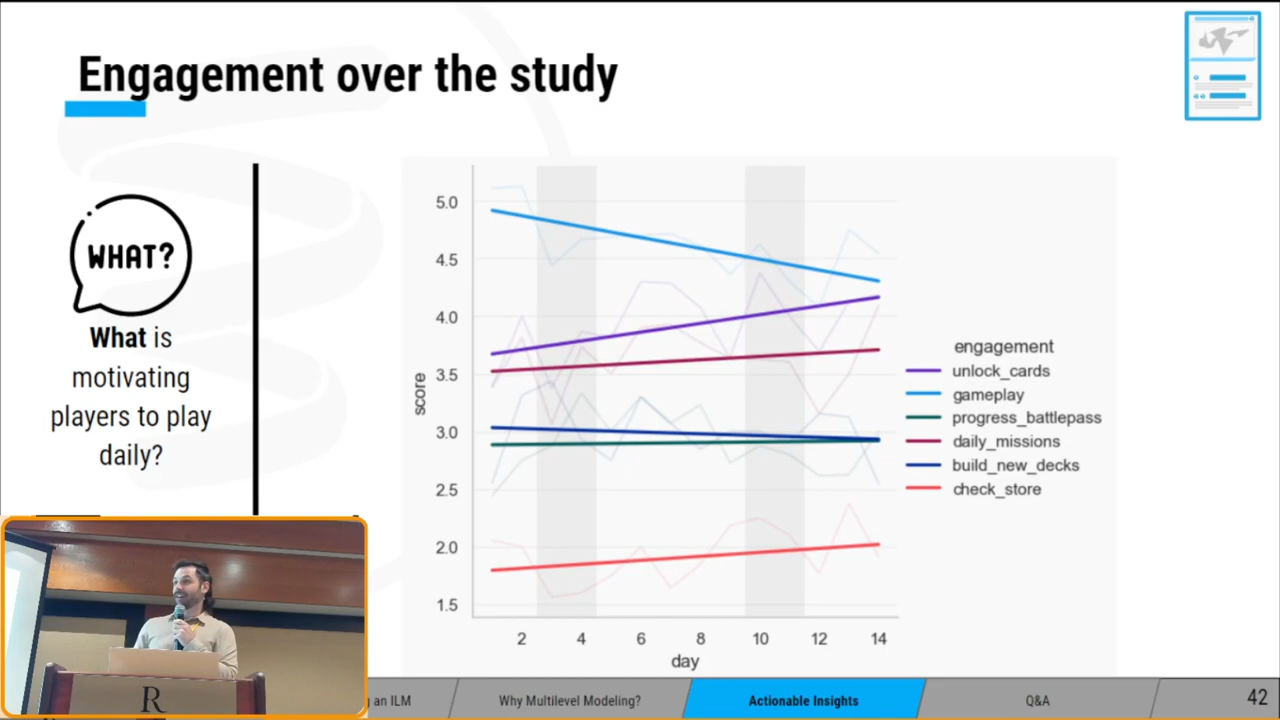 Engagement over the study
WHAT?
What is
motivating
players to play
daily?
5.0
4.5
4.0
3.5
3.0
2.5
2.0
1.5
score
2 4 6 8 10 12 14
day
engagement
unlock_cards
gameplay
progress_battlepass
daily_missions
build_new_decks
check_store
R
an ILM
Why Multilevel Modeling?
Actionable Insights
Q&A
42